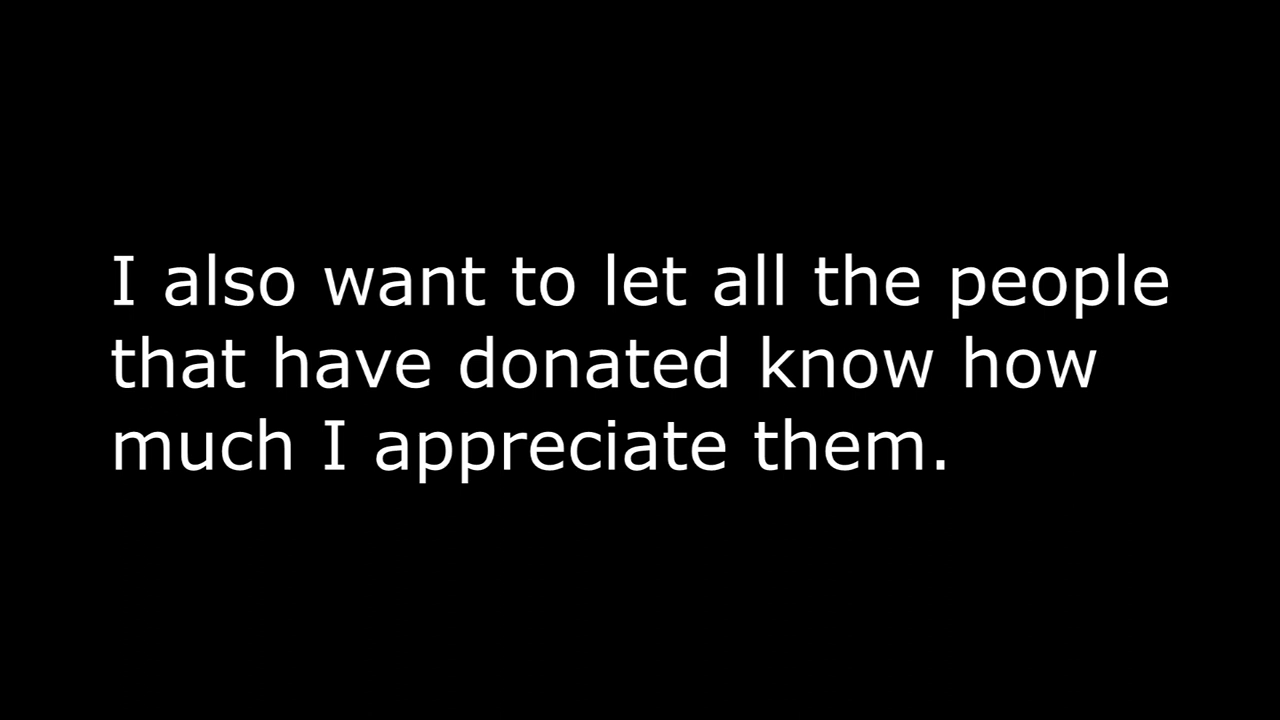 I also want to let all the people
that have donated know how
much I appreciate them.